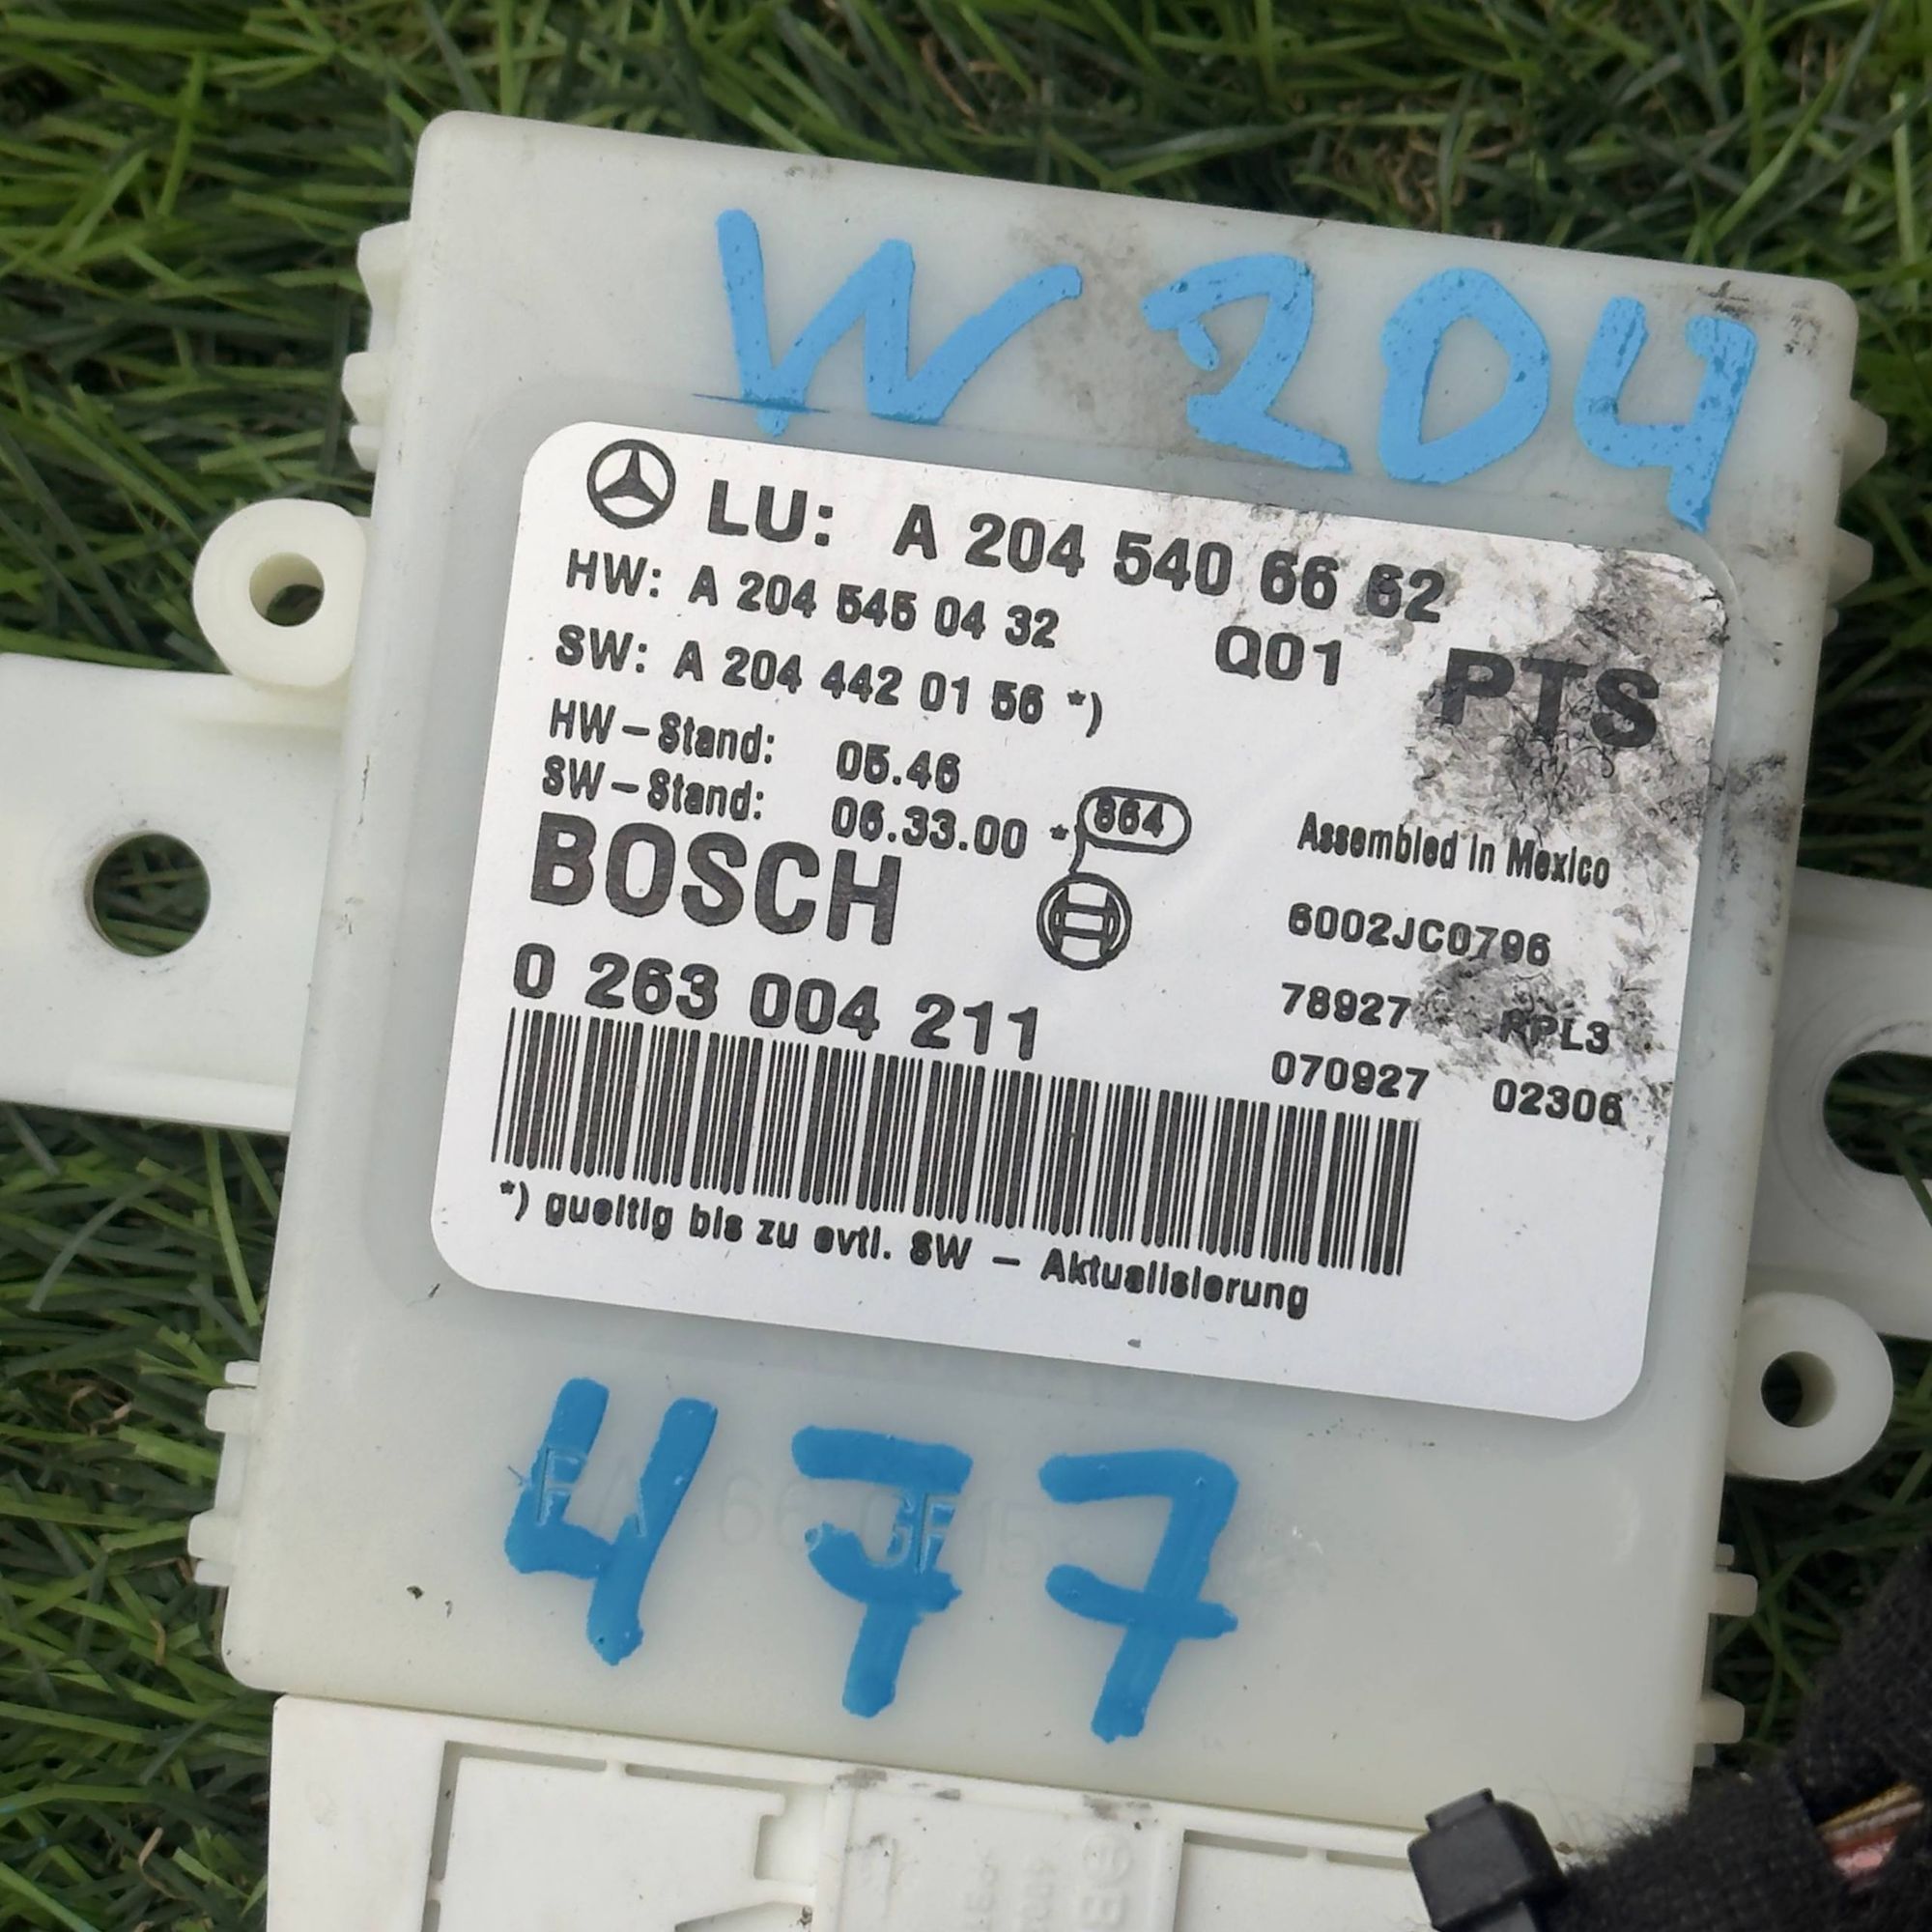 W 204
LU: A 204 540 66 62
HW: A 204 545 04 32
Q01 PTS
SW: A 204 442 01 56 *)
HW-Stand: 05.46
SW-Stand: 06.33.00 *)
864
Assembled in Mexico
BOSCH
6002JC0796
0 263 004 211
78927 RPL3
070927 02306
*) gueltig bis zu evtl. SW - Aktualisierung
477